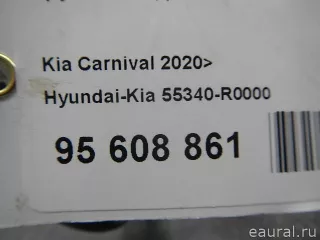 Kia Carnival 2020>
Hyundai-Kia 55340-R0000
95 608 861
eaural.ru